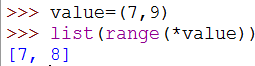 >>> value=(7,9)
>>> list(range(*value))
[7, 8]